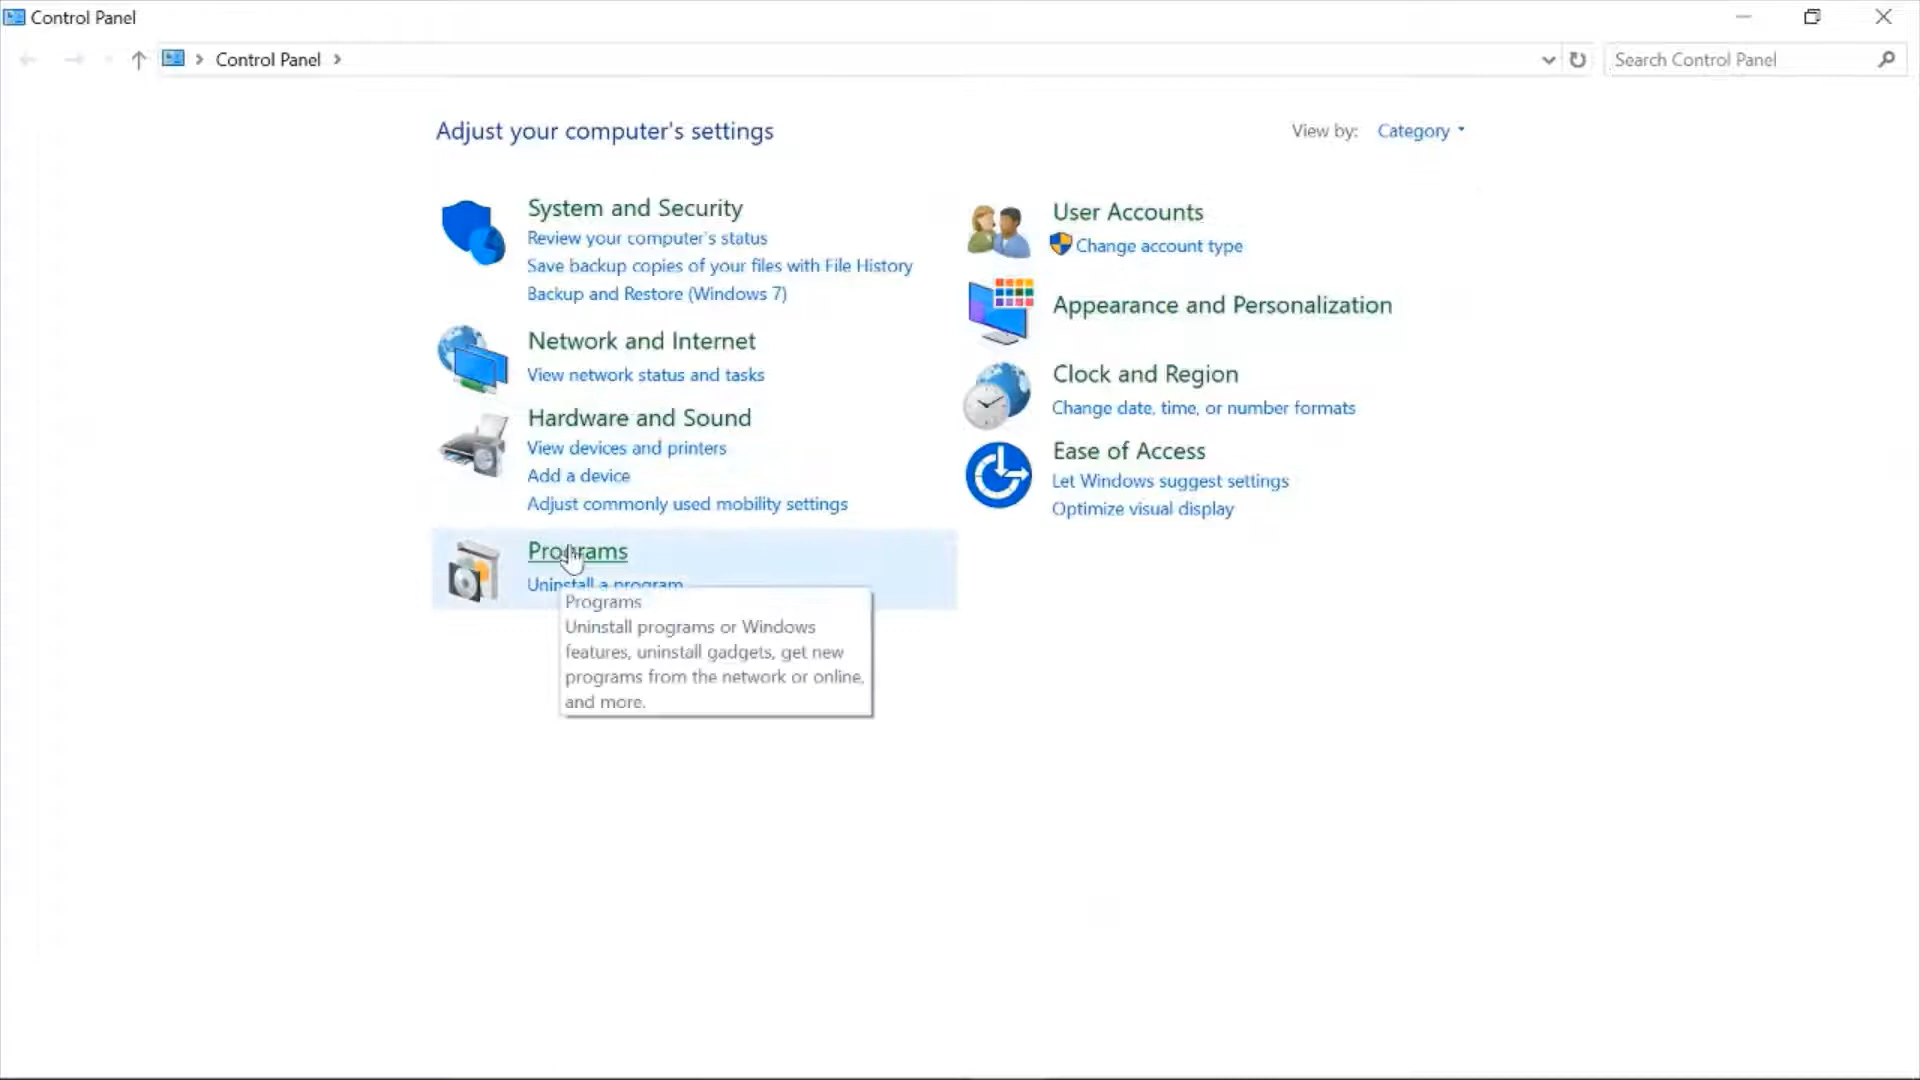 Control Panel
Control Panel
Search Control Panel
Adjust your computer's settings
View by: Category
System and Security
Review your computer's status
Save backup copies of your files with File History
Backup and Restore (Windows 7)
Network and Internet
View network status and tasks
Hardware and Sound
View devices and printers
Add a device
Adjust commonly used mobility settings
Programs
Uninstall a program
Programs
Uninstall programs or Windows
features, uninstall gadgets, get new
programs from the network or online,
and more.
User Accounts
Change account type
Appearance and Personalization
Clock and Region
Change date, time, or number formats
Ease of Access
Let Windows suggest settings
Optimize visual display